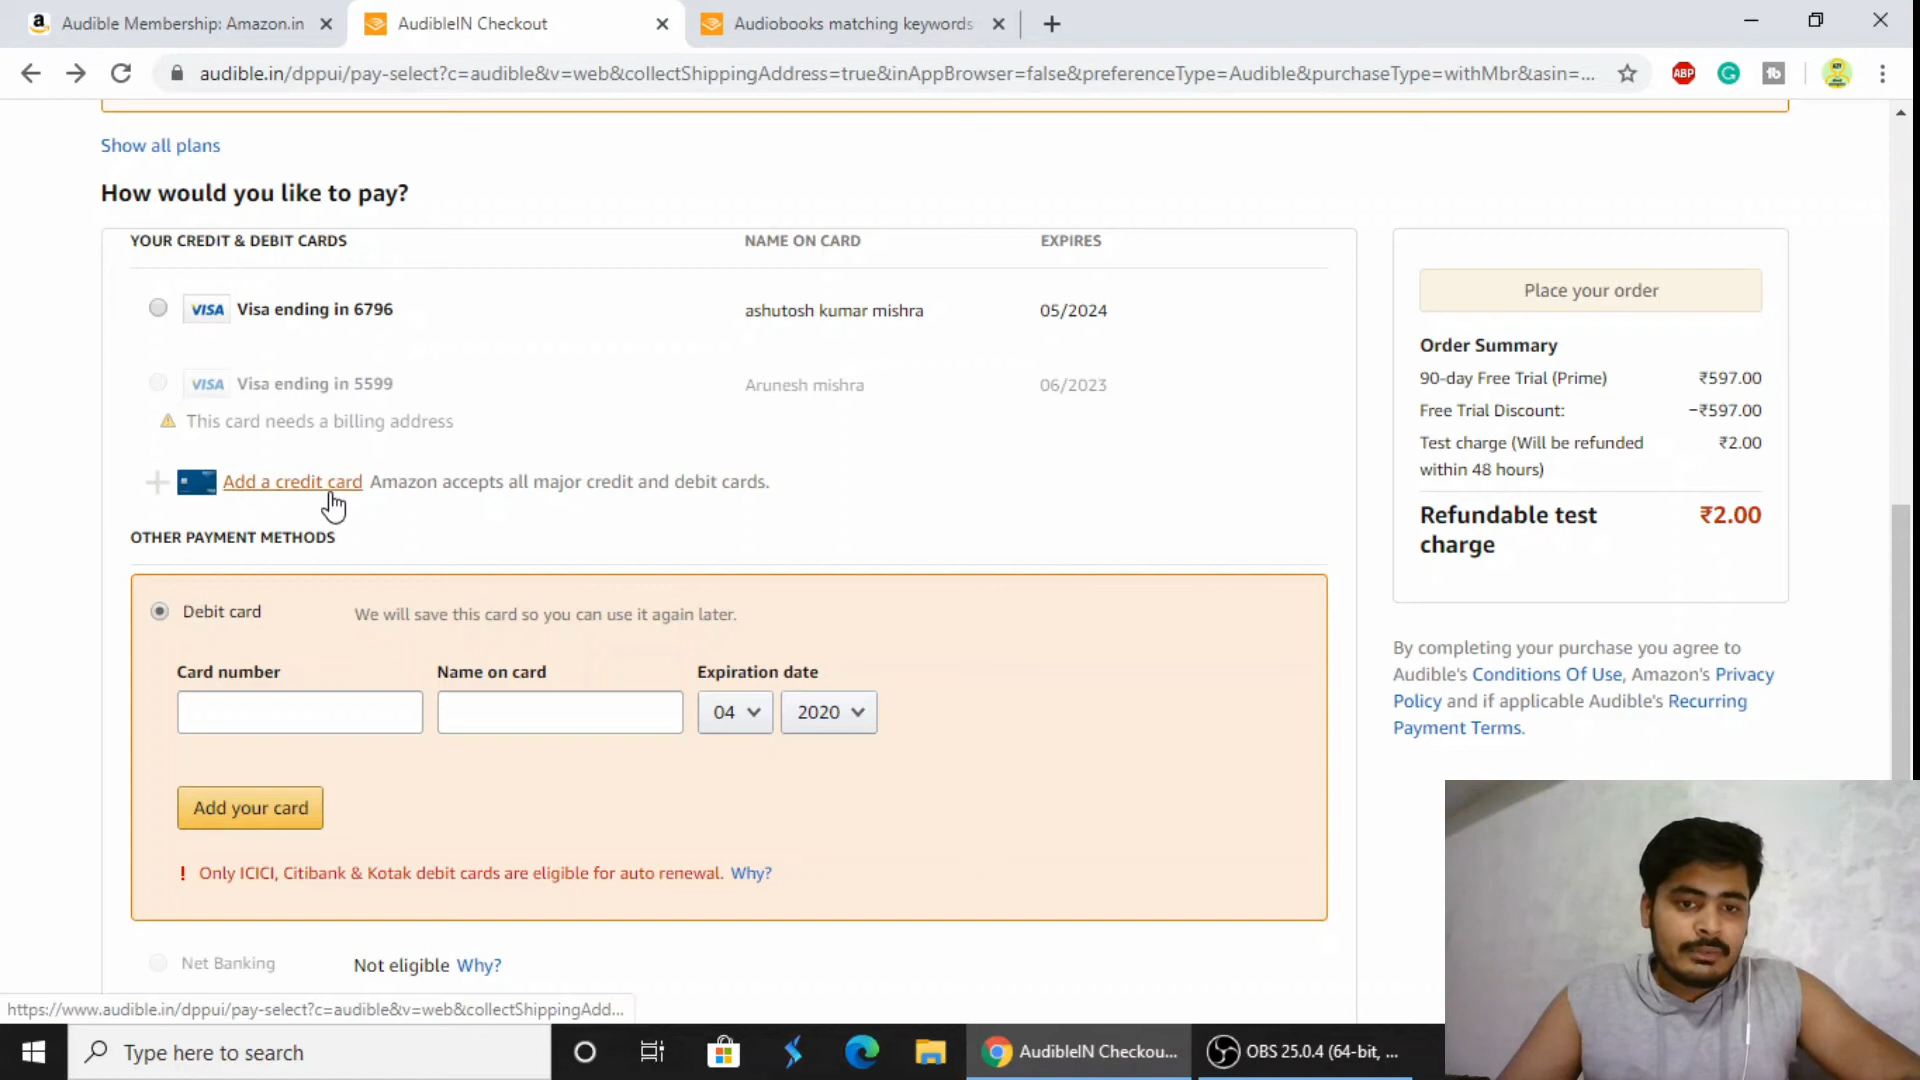 Audible Membership: Amazon.in
AudibleIN Checkout
Audiobooks matching keywords
audible.in/dppui/pay-select?c=audible&v=web&collectShippingAddress=true&inAppBrowser=false&preferenceType=Audible&purchaseType=withMbr&asin=...
ABP
Show all plans
How would you like to pay?
YOUR CREDIT & DEBIT CARDS NAME ON CARD EXPIRES
VISA Visa ending in 6796 ashutosh kumar mishra 05/2024
VISA Visa ending in 5599 Arunesh mishra 06/2023
This card needs a billing address
Add a credit card Amazon accepts all major credit and debit cards.
OTHER PAYMENT METHODS
Debit card We will save this card so you can use it again later.
Card number Name on card Expiration date
04 2020
Add your card
! Only ICICI, Citibank & Kotak debit cards are eligible for auto renewal. Why?
Net Banking Not eligible Why?
Place your order
Order Summary
90-day Free Trial (Prime) ₹597.00
Free Trial Discount: −₹597.00
Test charge (Will be refunded within 48 hours) ₹2.00
Refundable test charge ₹2.00
By completing your purchase you agree to
Audible's Conditions Of Use, Amazon's Privacy
Policy and if applicable Audible's Recurring
Payment Terms.
https://www.audible.in/dppui/pay-select?c=audible&v=web&collectShippingAdd...
Type here to search
AudibleIN Checkou...
OBS 25.0.4 (64-bit, ...